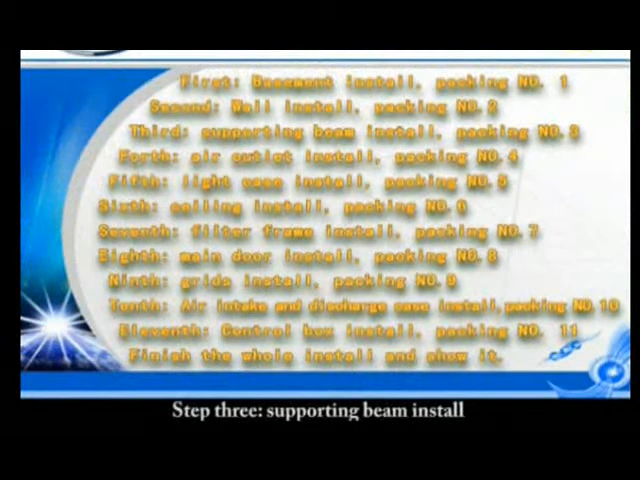 First: Basement install, packing NO. 1
Second: Wall install, packing NO.2
Third: supporting beam install, packing NO.3
Forth: air outlet install, packing NO.4
Fifth: light case install, packing NO.5
Sixth: ceiling install, packing NO.6
Seventh: filter frame install, packing NO.7
Eighth: main door install, packing NO.8
Ninth: grids install, packing NO.9
Tenth: Air intake and discharge case install,packing NO.10
Eleventh: Control box install, packing NO. 11
Finish the whole install and show it.
Step three: supporting beam install